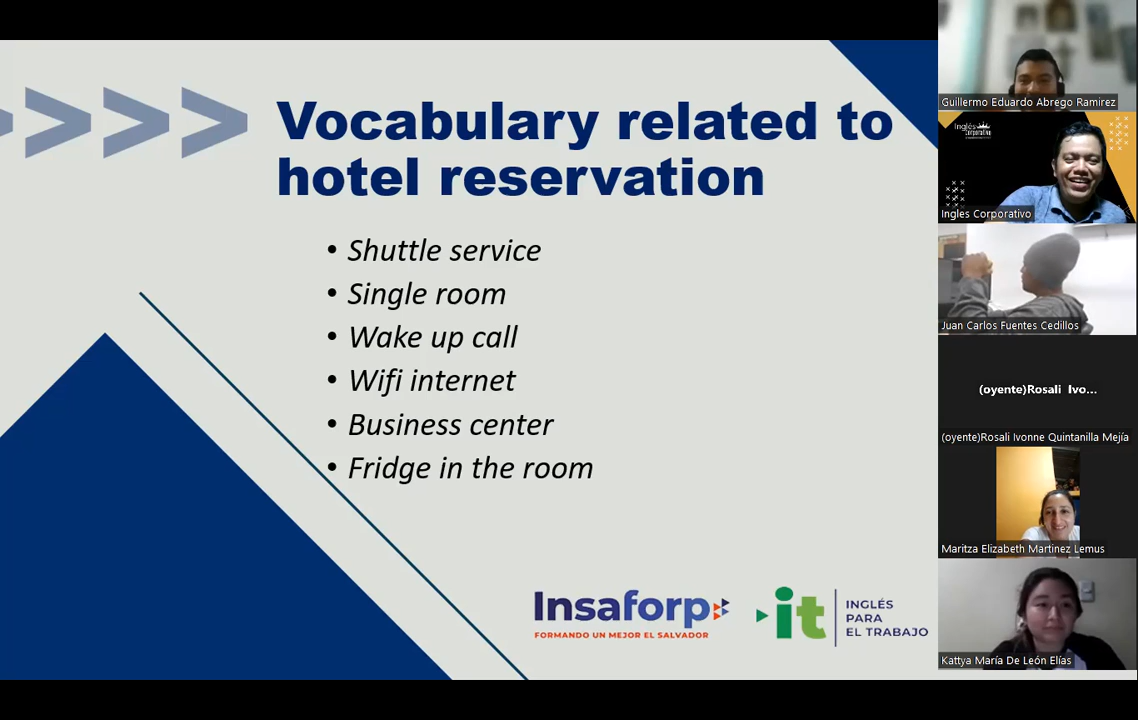 Vocabulary related to
hotel reservation
• Shuttle service
• Single room
• Wake up call
• Wifi internet
• Business center
• Fridge in the room
Insaforp
FORMANDO UN MEJOR EL SALVADOR
it
INGLÉS
PARA
EL TRABAJO
Guillermo Eduardo Abrego Ramirez
Inglés
Corporativo
Ingles Corporativo
Juan Carlos Fuentes Cedillos
(oyente)Rosali Ivo...
(oyente)Rosali Ivonne Quintanilla Mejía
Maritza Elizabeth Martinez Lemus
Kattya María De León Elías